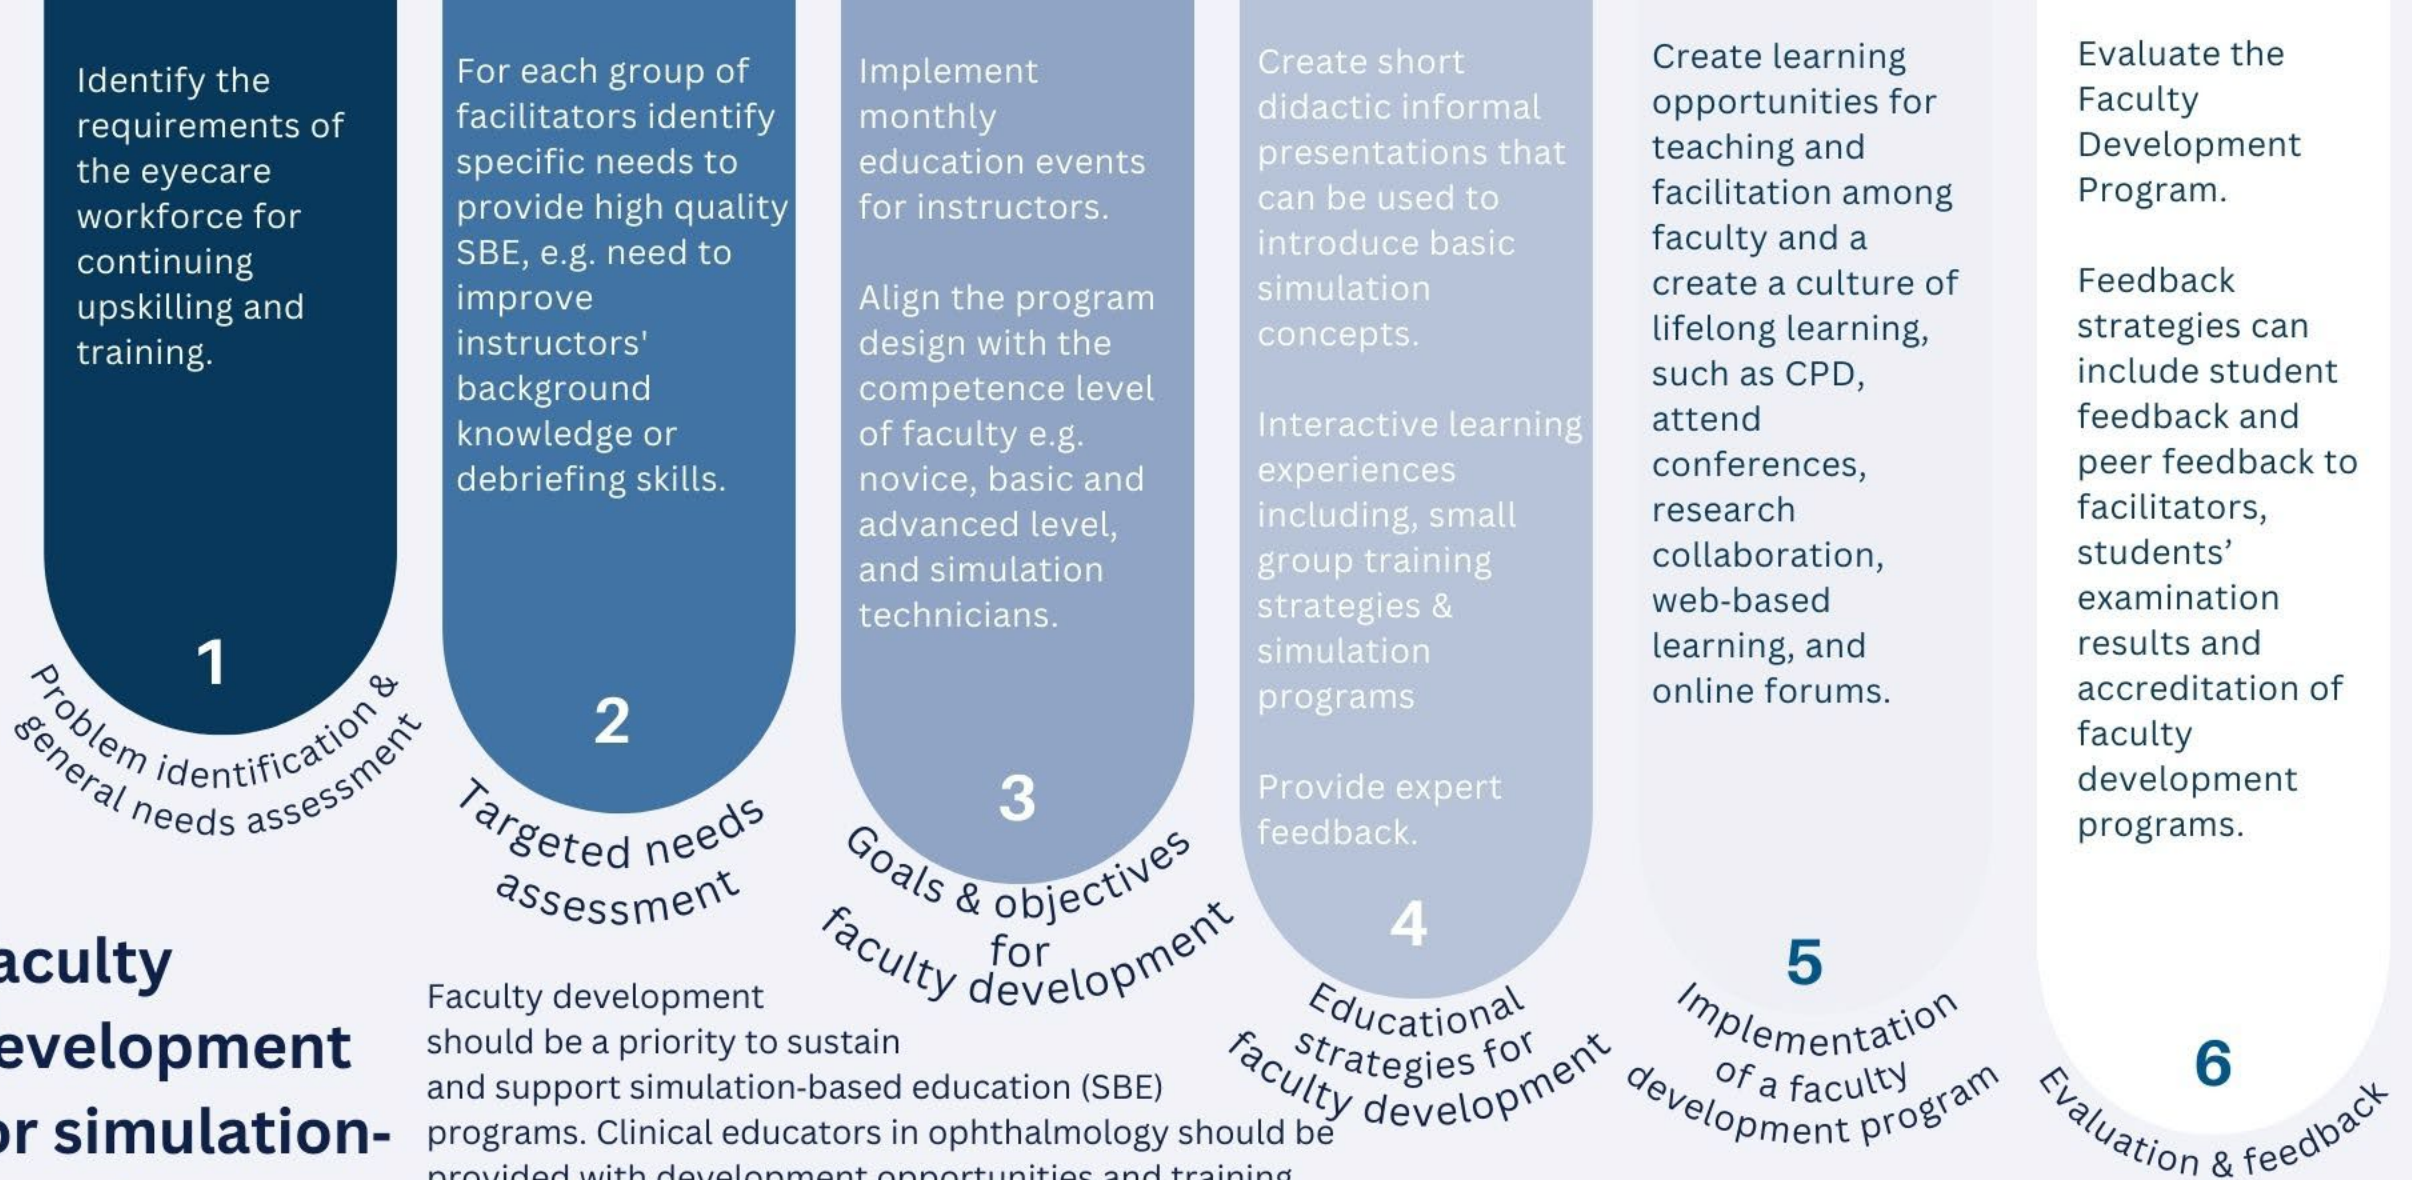 Identify the
requirements of
the eyecare
workforce for
continuing
upskilling and
training.
1
Problem identification &
general needs assessment
For each group of
facilitators identify
specific needs to
provide high quality
SBE, e.g. need to
improve
instructors'
background
knowledge or
debriefing skills.
2
Targeted needs
assessment
Implement
monthly
education events
for instructors.
Align the program
design with the
competence level
of faculty e.g.
novice, basic and
advanced level,
and simulation
technicians.
3
Goals & objectives
for
faculty development
Create short
didactic informal
presentations that
can be used to
introduce basic
simulation
concepts.
Interactive learning
experiences
including, small
group training
strategies &
simulation
programs
Provide expert
feedback.
4
Educational
strategies for
faculty development
Create learning
opportunities for
teaching and
facilitation among
faculty and a
create a culture of
lifelong learning,
such as CPD,
attend
conferences,
research
collaboration,
web-based
learning, and
online forums.
5
Implementation
of a faculty
development program
Evaluate the
Faculty
Development
Program.
Feedback
strategies can
include student
feedback and
peer feedback to
facilitators,
students’
examination
results and
accreditation of
faculty
development
programs.
6
Evaluation & feedback
aculty
evelopment
or simulation-
Faculty development
should be a priority to sustain
and support simulation-based education (SBE)
programs. Clinical educators in ophthalmology should be
provided with development opportunities and training